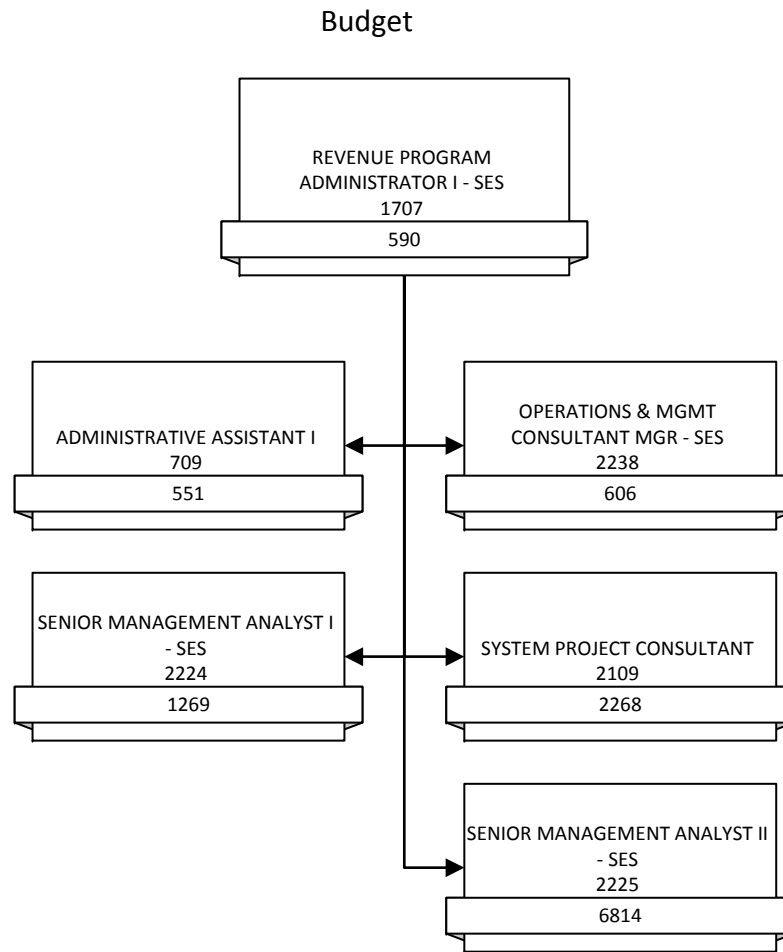 Budget
REVENUE PROGRAM
ADMINISTRATOR I - SES
1707
590
ADMINISTRATIVE ASSISTANT I
709
551
OPERATIONS & MGMT
CONSULTANT MGR - SES
2238
606
SENIOR MANAGEMENT ANALYST I
- SES
2224
1269
SYSTEM PROJECT CONSULTANT
2109
2268
SENIOR MANAGEMENT ANALYST II
- SES
2225
6814